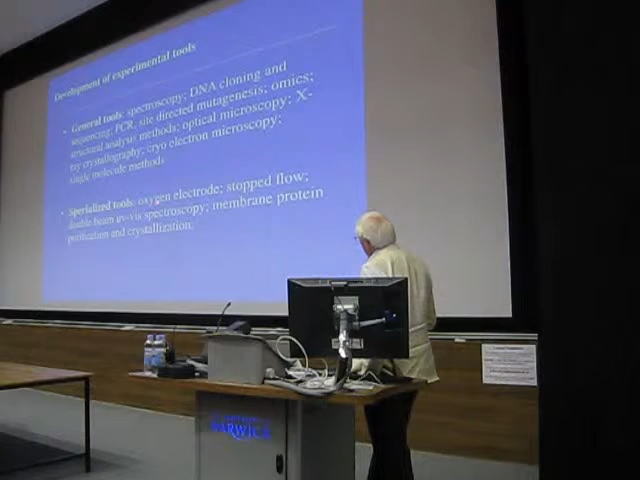 Development of experimental tools
• General tools: spectroscopy; DNA cloning and
sequencing; PCR, site directed mutagenesis; omics;
structural analysis methods; optical microscopy; X-
ray crystallography; cryo electron microscopy;
single molecule methods
• Specialized tools: oxygen electrode; stopped flow;
double beam uv-vis spectroscopy; membrane protein
purification and crystallization;
WARWICK